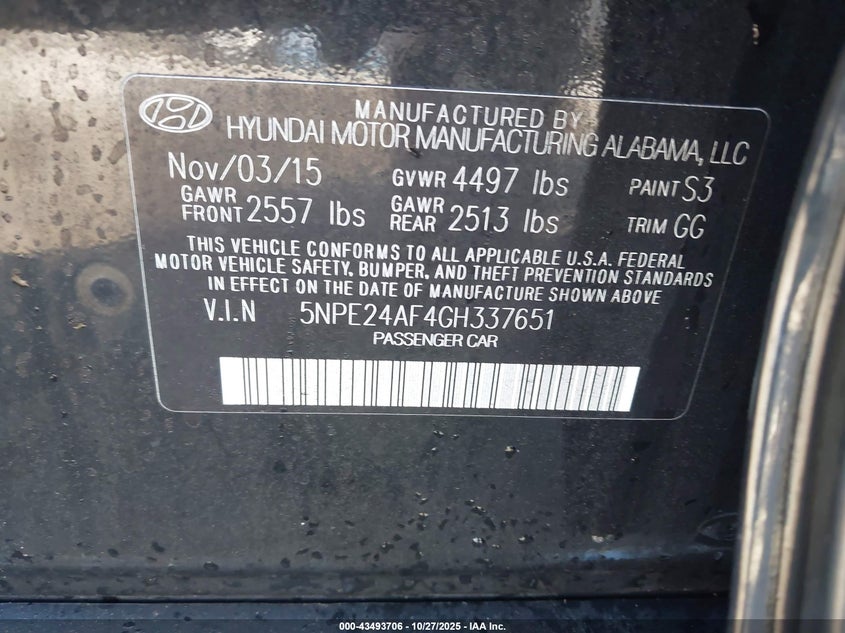 MANUFACTURED BY
HYUNDAI MOTOR MANUFACTURING ALABAMA, LLC
Nov/03/15 GVWR 4497 lbs PAINT S3
GAWR FRONT 2557 lbs GAWR REAR 2513 lbs TRIM GG
THIS VEHICLE CONFORMS TO ALL APPLICABLE U.S.A. FEDERAL
MOTOR VEHICLE SAFETY, BUMPER, AND THEFT PREVENTION STANDARDS
IN EFFECT ON THE DATE OF MANUFACTURE SHOWN ABOVE
V.I.N 5NPE24AF4GH337651
PASSENGER CAR
000-43493706 - 10/27/2025 - IAA Inc.